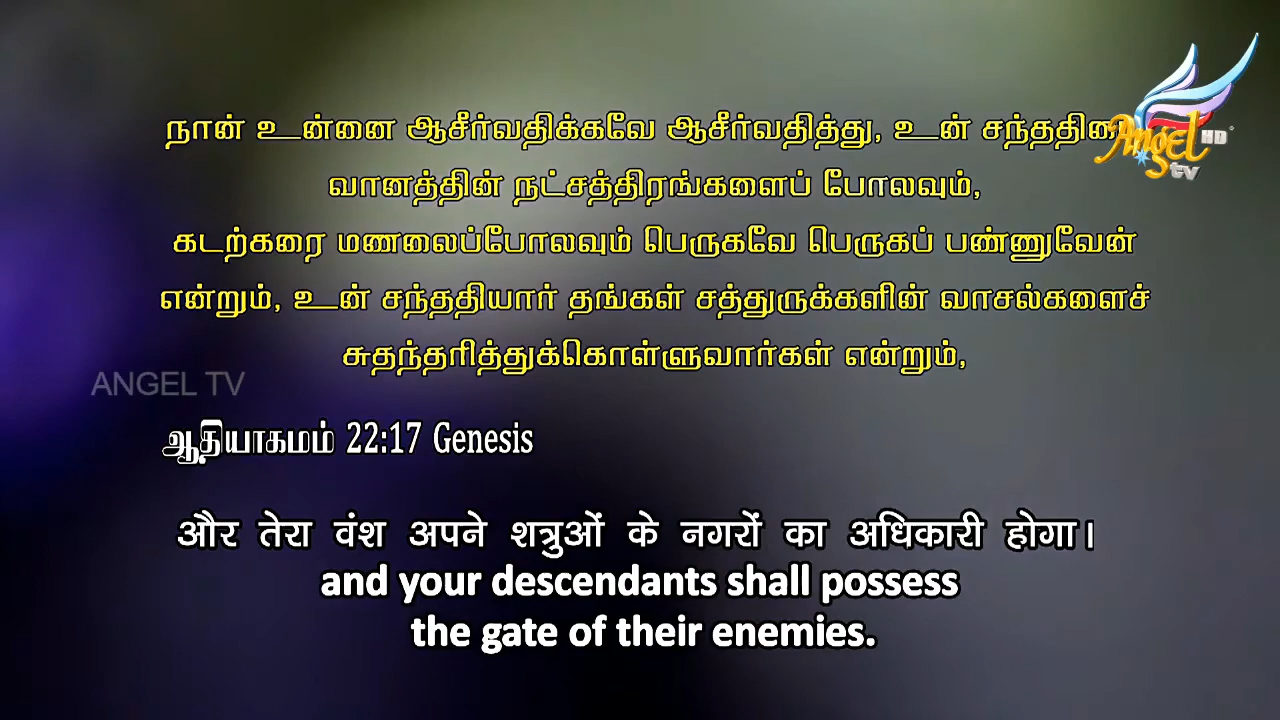 நான் உன்னை ஆசீர்வதிக்கவே ஆசீர்வதித்து, உன்
வானத்தின் நட்சத்திரங்களைப் போலவும்,
கடற்கரை மணலைப்போலவும் பெருகவே பெருகப் பண்ணுவேன்
என்றும், உன் சந்ததியார் தங்கள் சத்துருக்களின் வாசல்களைச்
சுதந்தரித்துக்கொள்ளுவார்கள் என்றும்,
Angel HD
tv
ANGEL TV
ஆதியாகமம் 22:17 Genesis
और तेरा वंश अपने शत्रुओं के नगरों का अधिकारी होगा।
and your descendants shall possess
the gate of their enemies.